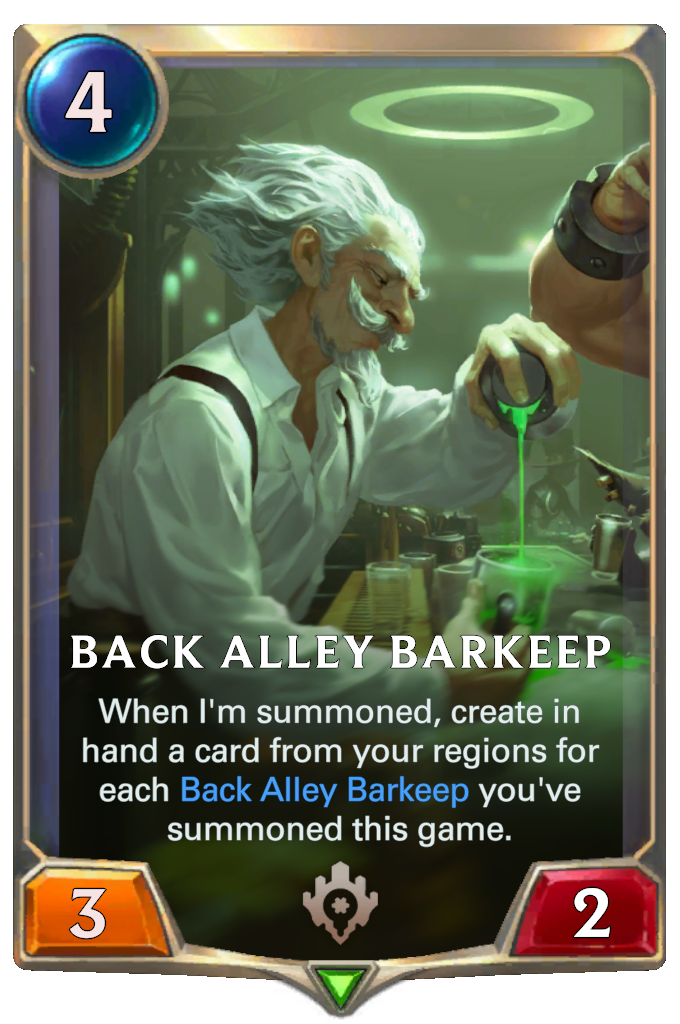 4
BACK ALLEY BARKEEP
When I'm summoned, create in
hand a card from your regions for
each Back Alley Barkeep you've
summoned this game.
3
2